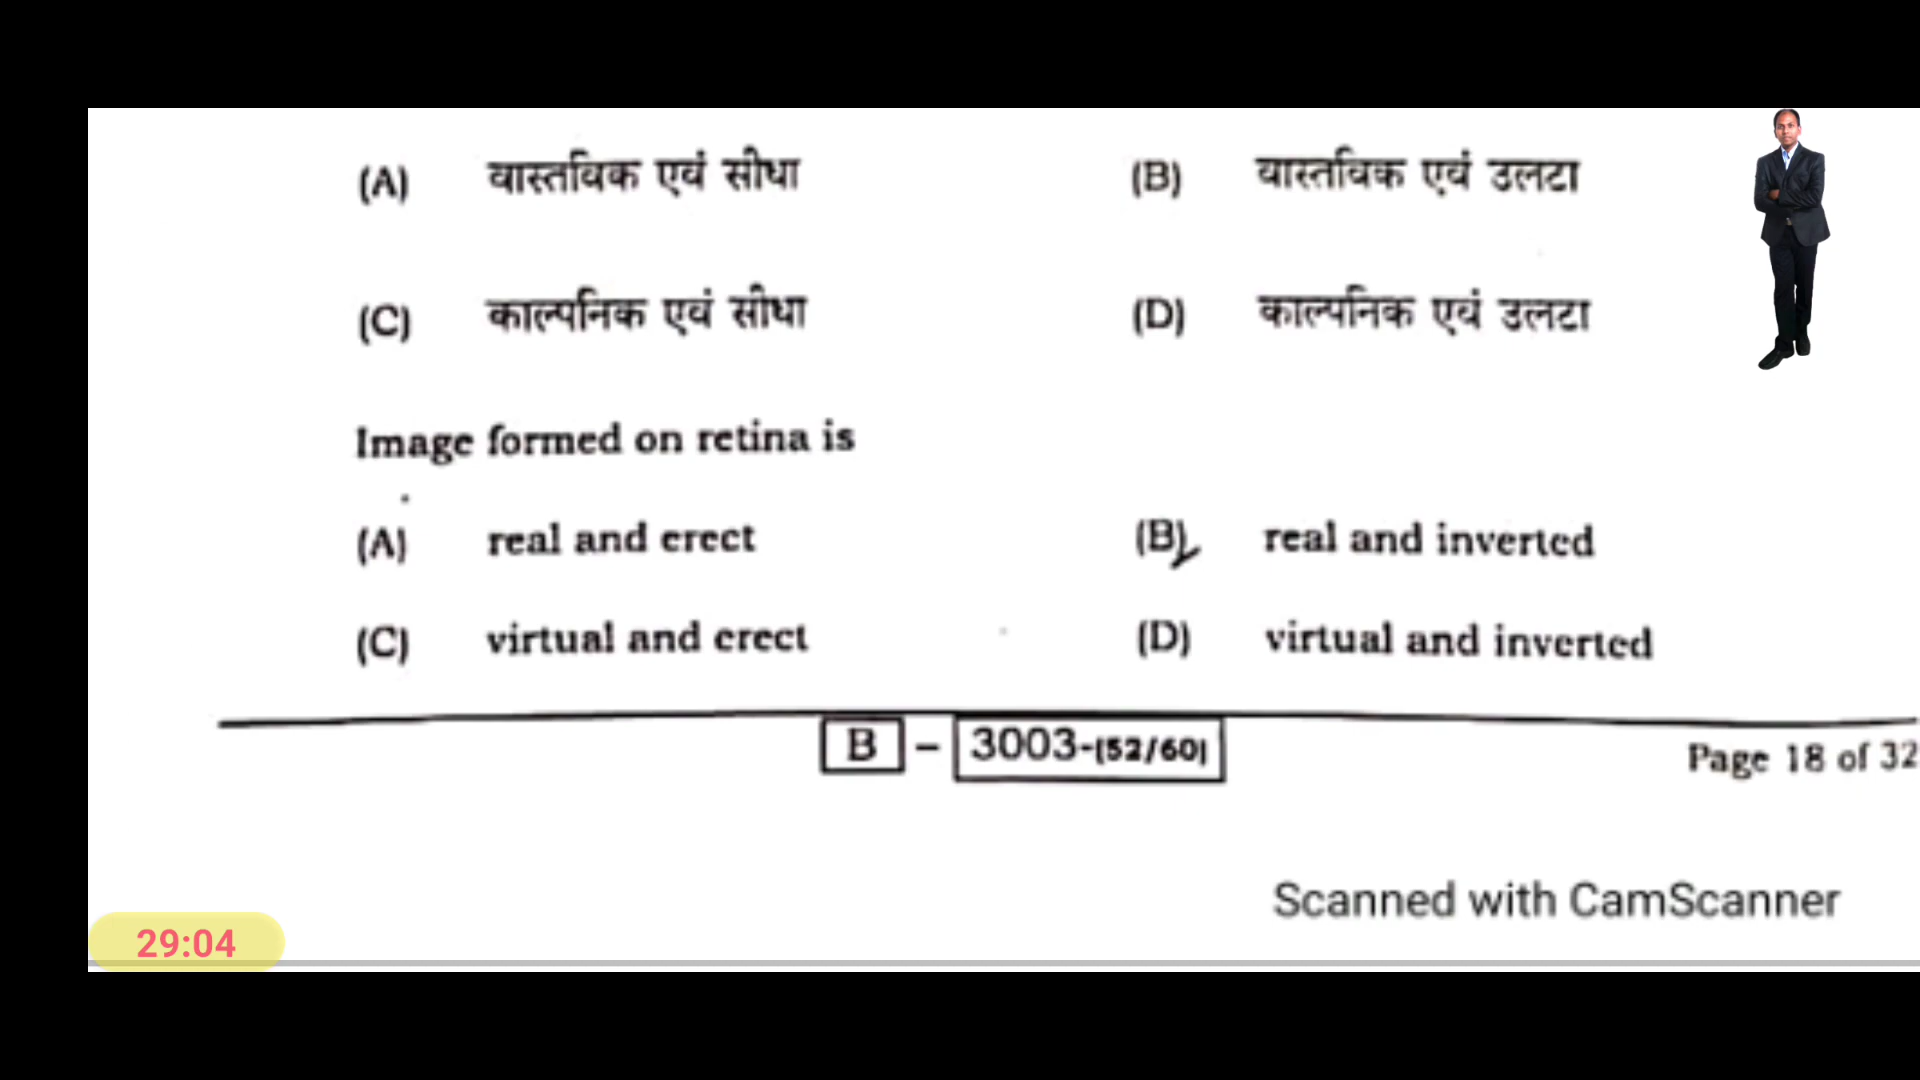 (A) वास्तविक एवं सीधा (B) वास्तविक एवं उलटा
(C) काल्पनिक एवं सीधा (D) काल्पनिक एवं उलटा
Image formed on retina is
(A) real and erect (B) real and inverted
(C) virtual and erect (D) virtual and inverted
B - 3003-(52/60)
Page 18 of 32
Scanned with CamScanner
29:04